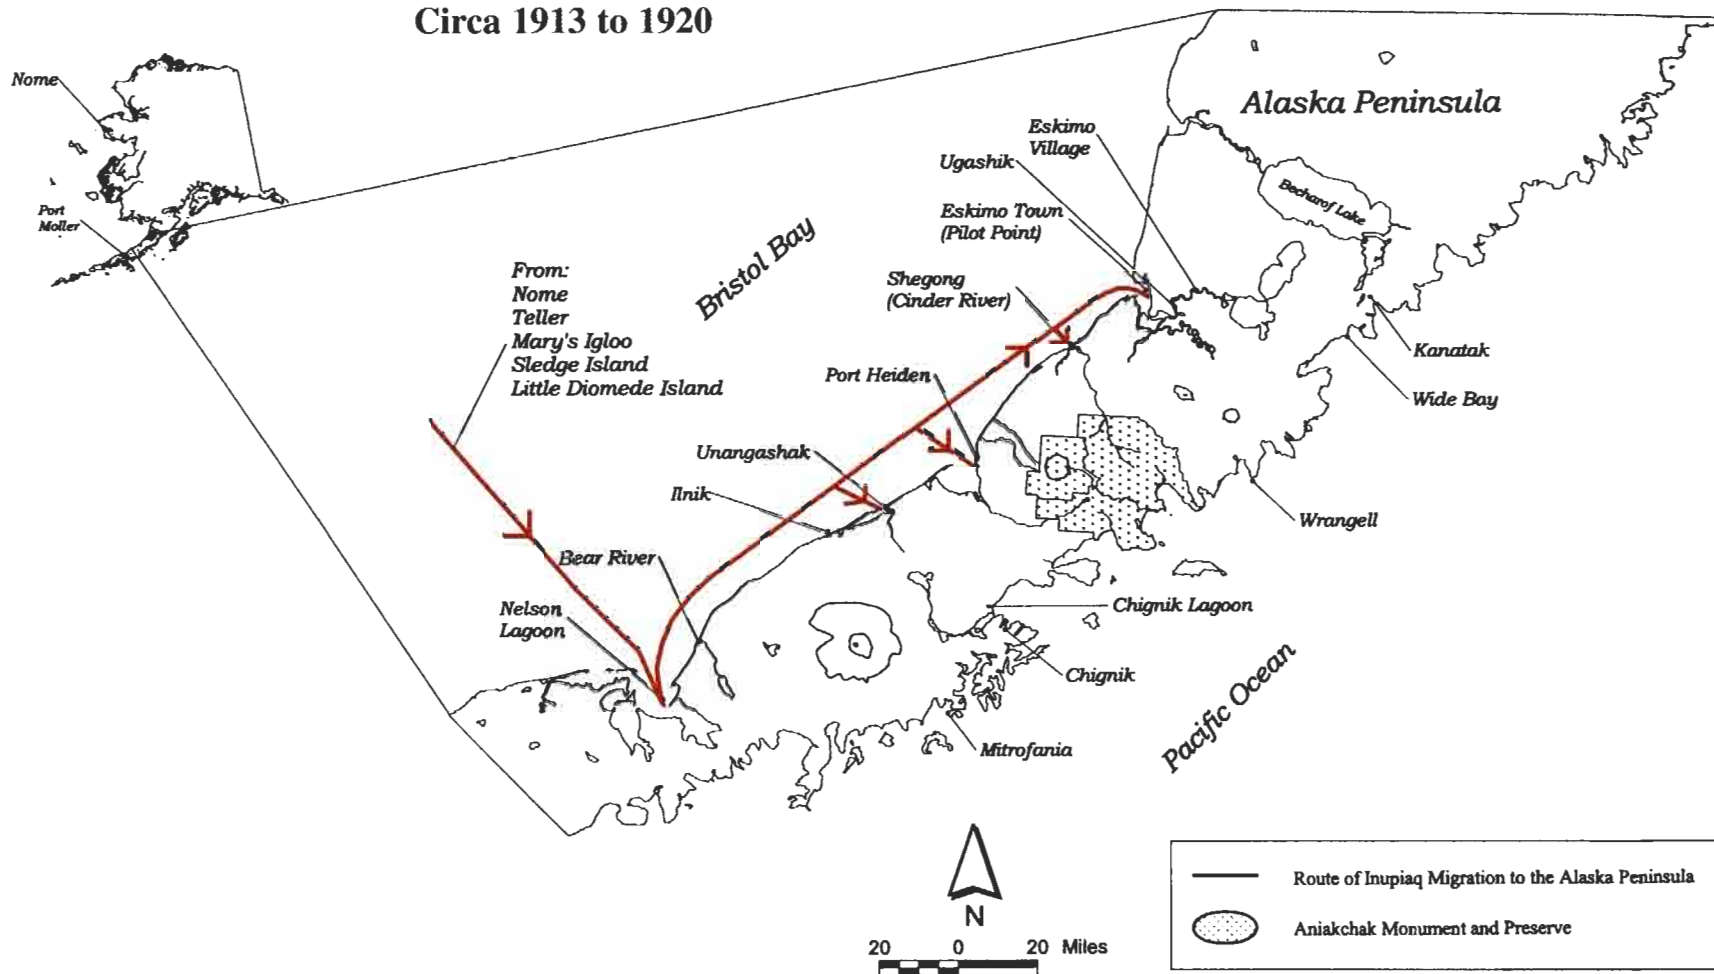 Circa 1913 to 1920
Nome
Port
Moller
From:
Nome
Teller
Mary's Igloo
Sledge Island
Little Diomede Island
Bristol Bay
Alaska Peninsula
Eskimo
Village
Ugashik
Eskimo Town
(Pilot Point)
Becharof Lake
Shegong
(Cinder River)
Port Heiden
Kanatak
Wide Bay
Unangashak
Ilnik
Wrangell
Bear River
Nelson
Lagoon
Chignik Lagoon
Chignik
Mitrofania
Pacific Ocean
N
20 0 20 Miles
Route of Inupiaq Migration to the Alaska Peninsula
Aniakchak Monument and Preserve